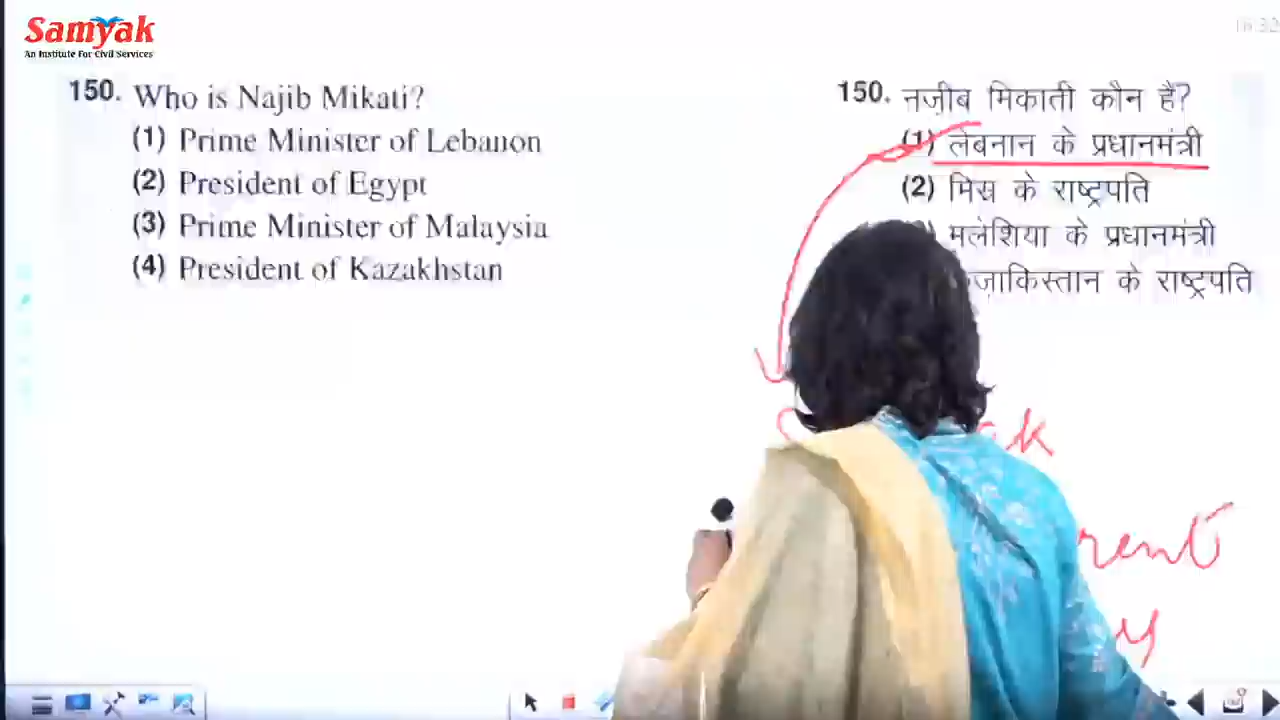 Samyak
An Institute For Civil Services
150. Who is Najib Mikati?
(1) Prime Minister of Lebanon
(2) President of Egypt
(3) Prime Minister of Malaysia
(4) President of Kazakhstan
150. नज़ीब मिकाती कौन हैं?
(1) लेबनान के प्रधानमंत्री
(2) मिस्र के राष्ट्रपति
मलेशिया के प्रधानमंत्री
ज़ाकिस्तान के राष्ट्रपति
rent
y